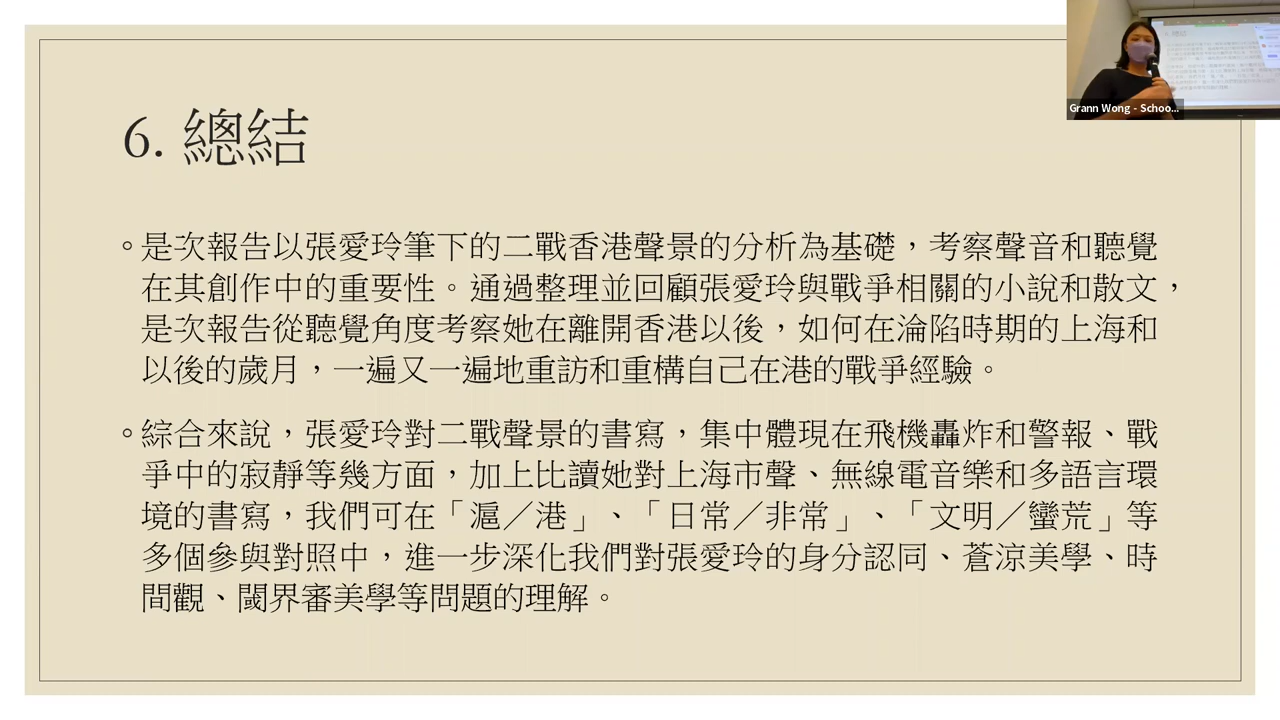 6. 總結
◦是次報告以張愛玲筆下的二戰香港聲景的分析為基礎，考察聲音和聽覺
在其創作中的重要性。通過整理並回顧張愛玲與戰爭相關的小說和散文，
是次報告從聽覺角度考察她在離開香港以後，如何在淪陷時期的上海和
以後的歲月，一遍又一遍地重訪和重構自己在港的戰爭經驗。
◦綜合來說，張愛玲對二戰聲景的書寫，集中體現在飛機轟炸和警報、戰
爭中的寂靜等幾方面，加上比讀她對上海市聲、無線電音樂和多語言環
境的書寫，我們可在「滬／港」、「日常／非常」、「文明／蠻荒」等
多個參與對照中，進一步深化我們對張愛玲的身分認同、蒼涼美學、時
間觀、閾界審美學等問題的理解。
Grann Wong - Schoo...